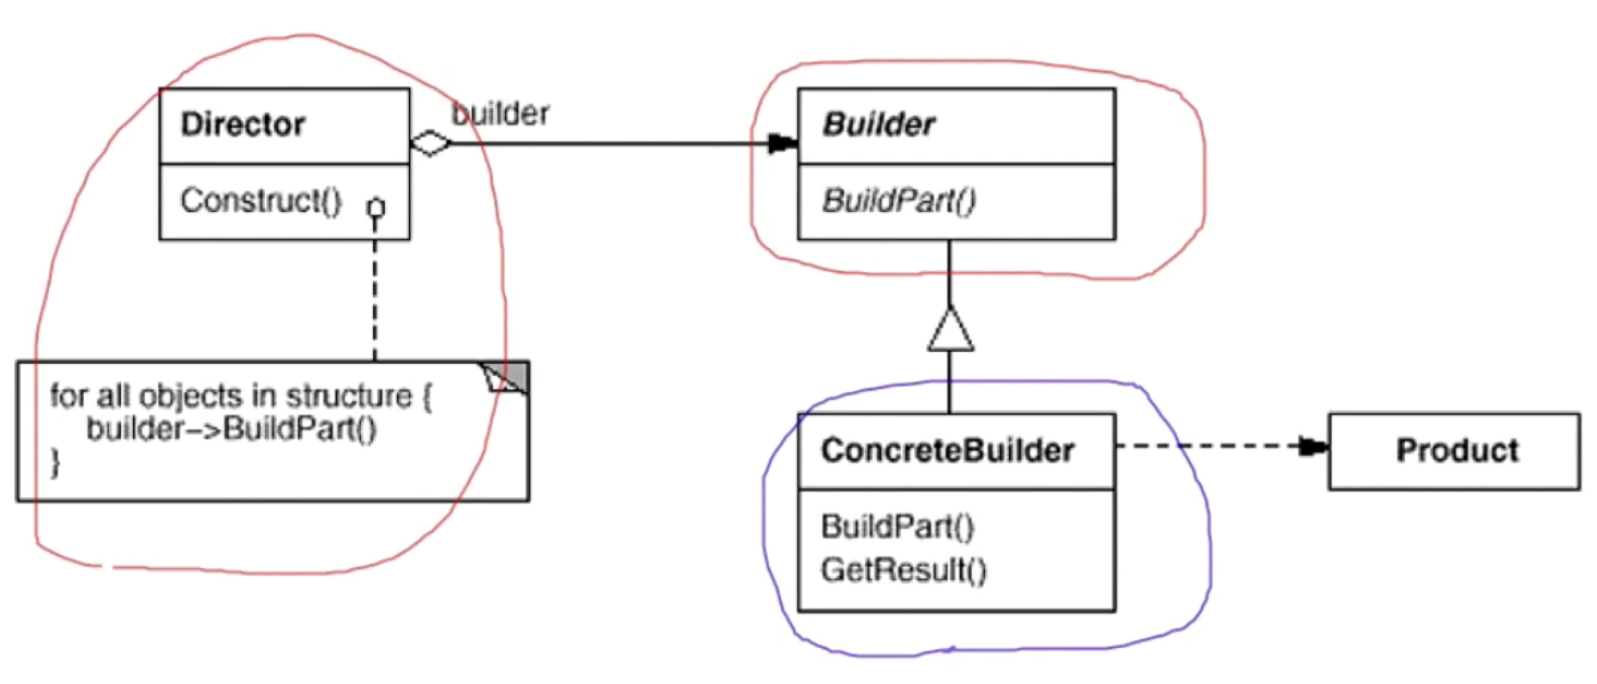 Director
builder
Builder
Construct()
BuildPart()
for all objects in structure {
builder->BuildPart()
}
ConcreteBuilder
Product
BuildPart()
GetResult()